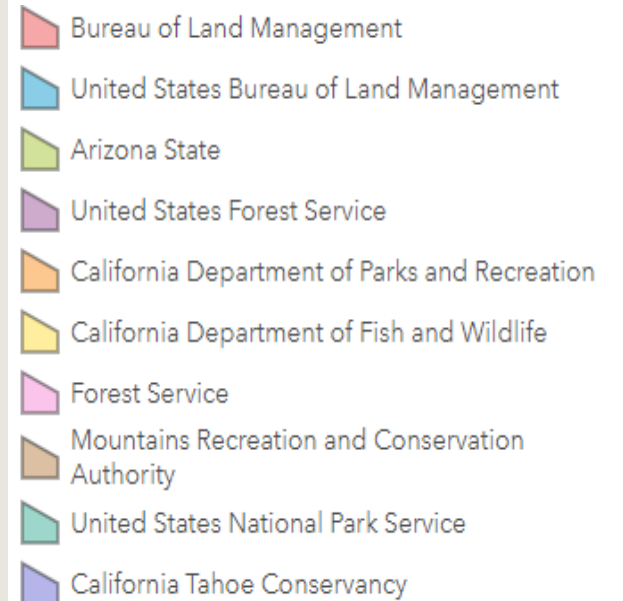 Bureau of Land Management
United States Bureau of Land Management
Arizona State
United States Forest Service
California Department of Parks and Recreation
California Department of Fish and Wildlife
Forest Service
Mountains Recreation and Conservation
Authority
United States National Park Service
California Tahoe Conservancy